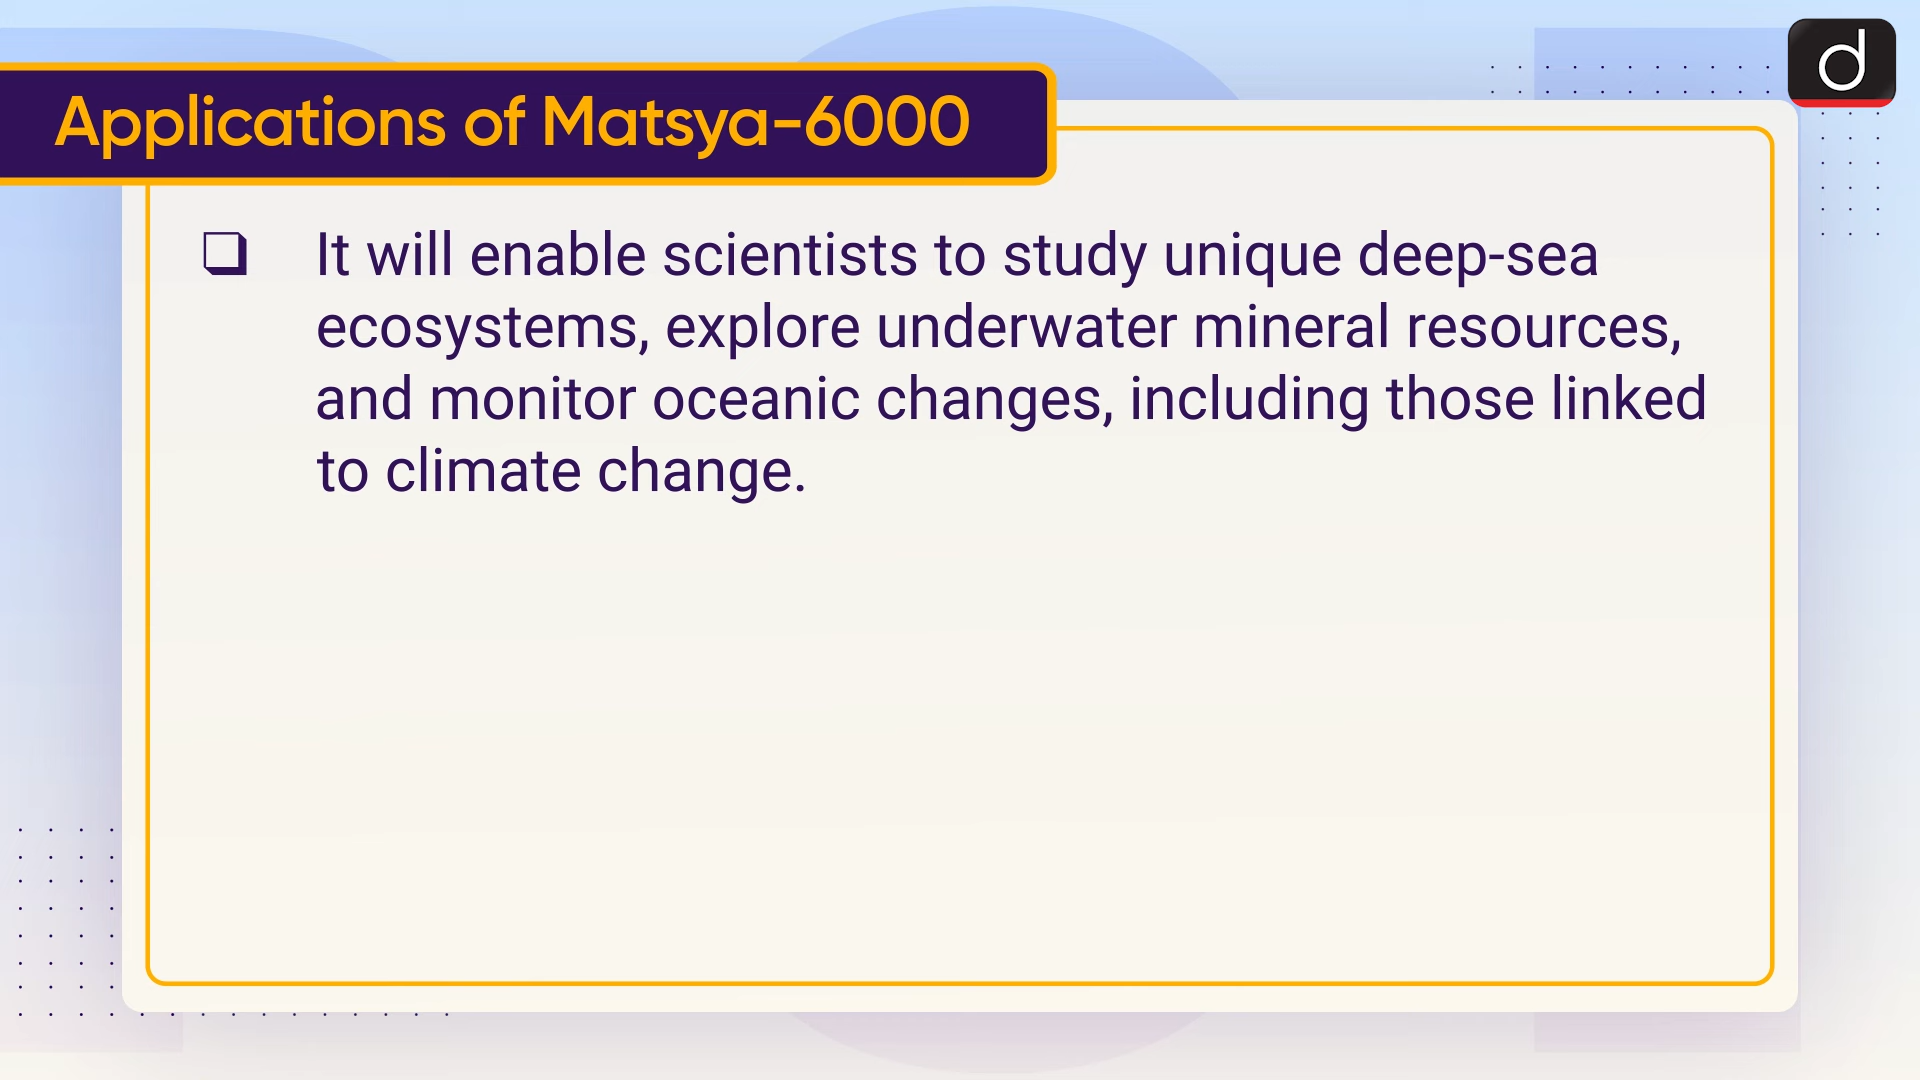 Applications of Matsya-6000
d
❑ It will enable scientists to study unique deep-sea
ecosystems, explore underwater mineral resources,
and monitor oceanic changes, including those linked
to climate change.